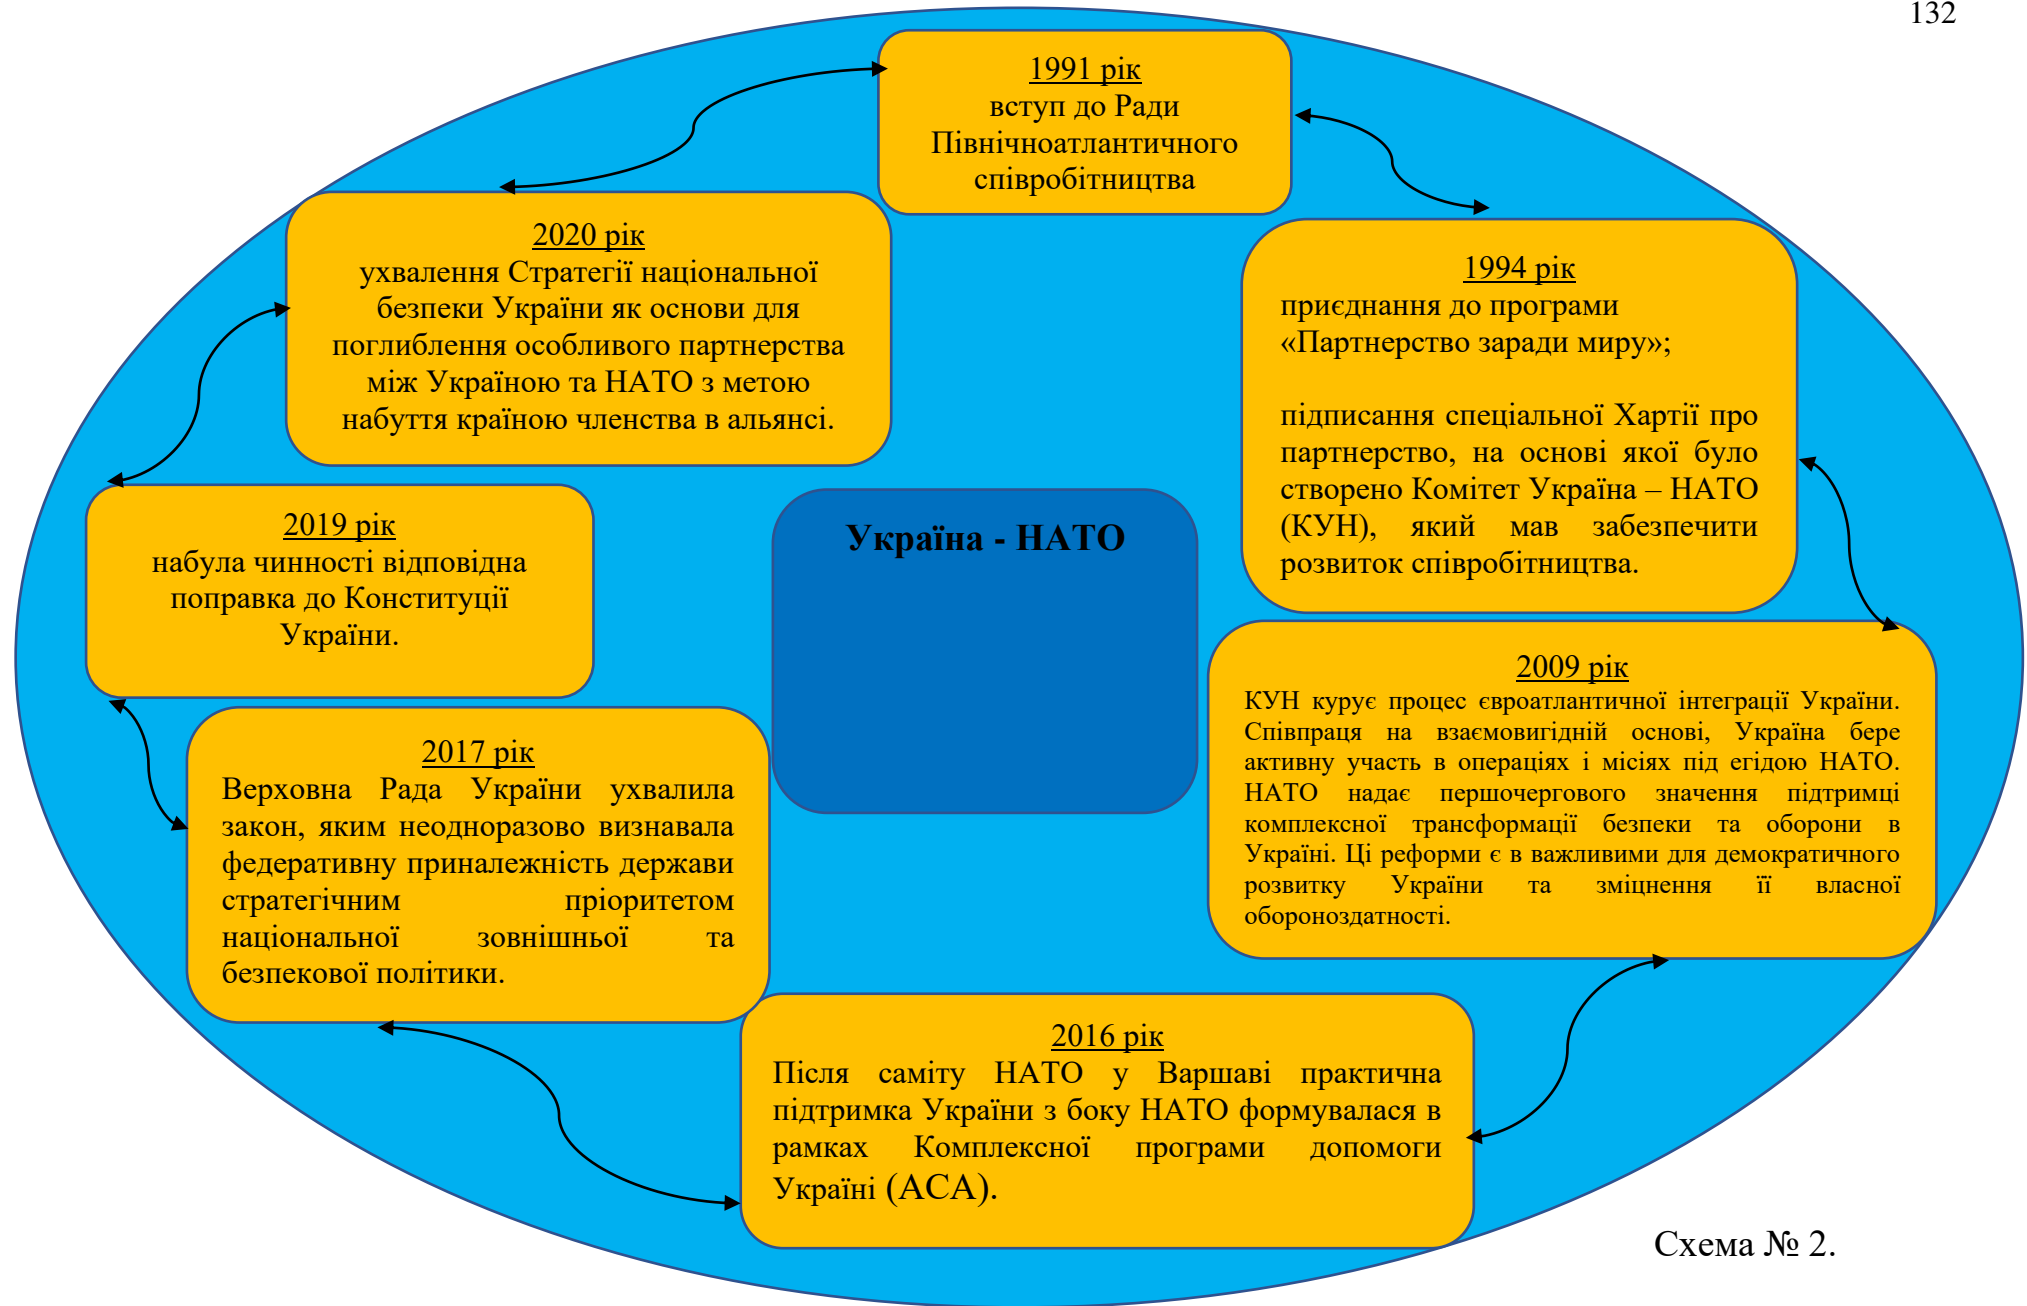 132
1991 рік
вступ до Ради
Північноатлантичного
співробітництва
1994 рік
приєднання до програми
«Партнерство заради миру»;
підписання спеціальної Хартії про
партнерство, на основі якої було
створено Комітет Україна – НАТО
(КУН), який мав забезпечити
розвиток співробітництва.
2009 рік
КУН курує процес євроатлантичної інтеграції України.
Співпраця на взаємовигідній основі, Україна бере
активну участь в операціях і місіях під егідою НАТО.
НАТО надає першочергового значення підтримці
комплексної трансформації безпеки та оборони в
Україні. Ці реформи є в важливими для демократичного
розвитку України та зміцнення її власної
обороноздатності.
2016 рік
Після саміту НАТО у Варшаві практична
підтримка України з боку НАТО формувалася в
рамках Комплексної програми допомоги
Україні (АСА).
2017 рік
Верховна Рада України ухвалила
закон, яким неодноразово визнавала
федеративну приналежність держави
стратегічним пріоритетом
національної зовнішньої та
безпекової політики.
2019 рік
набула чинності відповідна
поправка до Конституції
України.
2020 рік
ухвалення Стратегії національної
безпеки України як основи для
поглиблення особливого партнерства
між Україною та НАТО з метою
набуття країною членства в альянсі.
Україна - НАТО
Схема № 2.